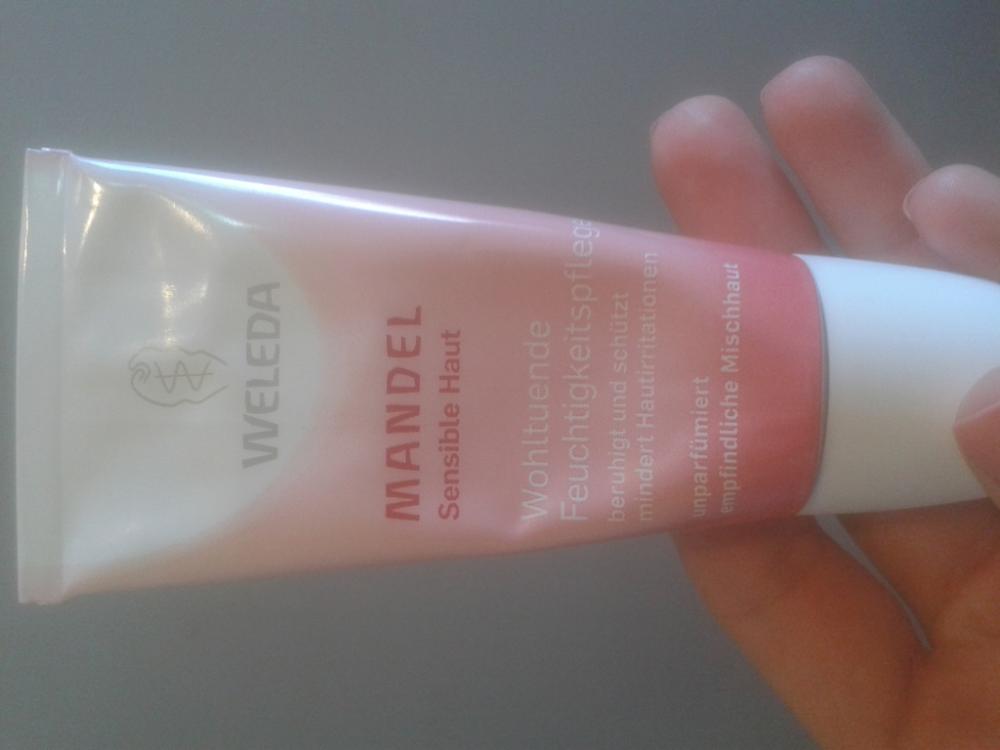 WELEDA
MANDEL
Sensible Haut
Wohltuende
Feuchtigkeitspflege
beruhigt und schützt
mindert Hautirritationen
unparfümiert
empfindliche Mischhaut